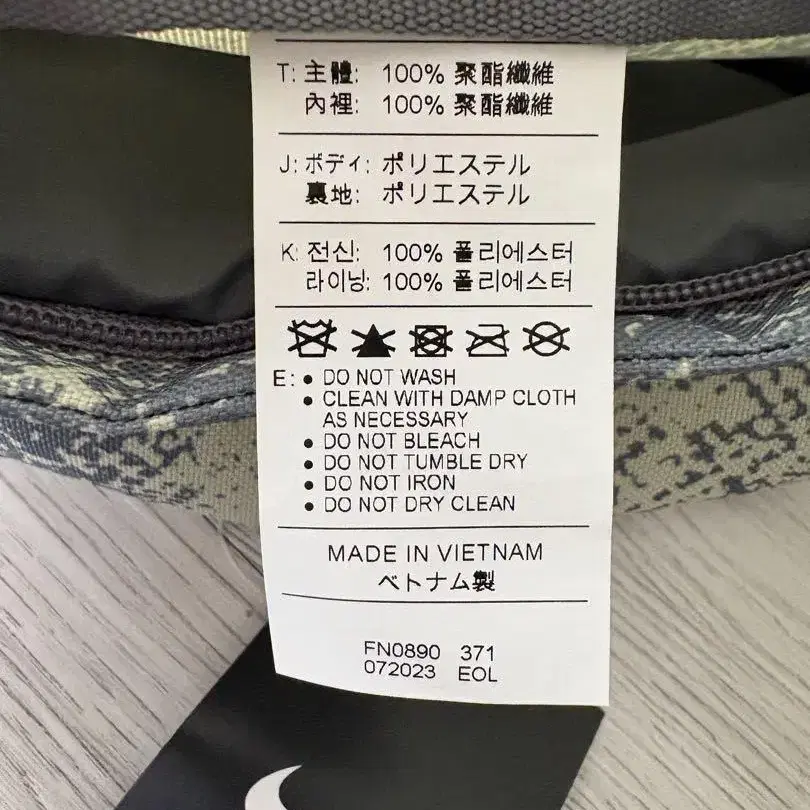 T: 主體: 100% 聚酯纖維
內裡: 100% 聚酯纖維
J: ボディ: ポリエステル
裏地: ポリエステル
K: 전신: 100% 폴리에스터
라이닝: 100% 폴리에스터
E: • DO NOT WASH
• CLEAN WITH DAMP CLOTH
AS NECESSARY
• DO NOT BLEACH
• DO NOT TUMBLE DRY
• DO NOT IRON
• DO NOT DRY CLEAN
MADE IN VIETNAM
ベトナム製
FN0890 371
072023 EOL